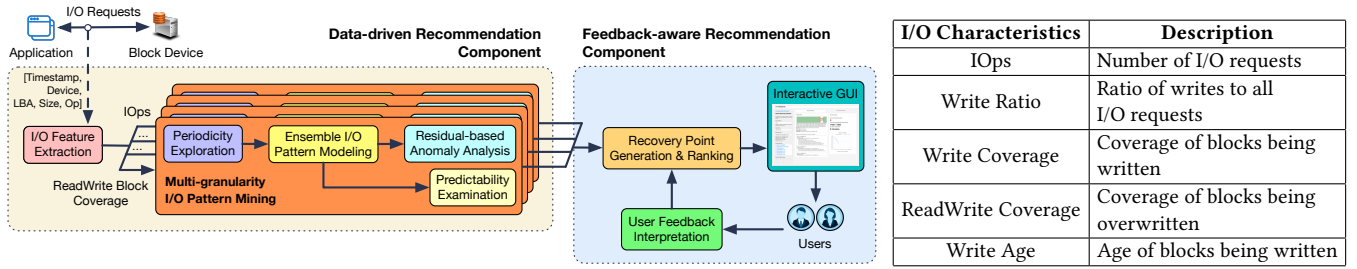 I/O Requests
Application
Block Device
Data-driven Recommendation
Component
Feedback-aware Recommendation
Component
[Timestamp,
Device,
LBA, Size, Op]
I/O Feature
Extraction
IOps
...
...
ReadWrite Block
Coverage
Periodicity
Exploration
Ensemble I/O
Pattern Modeling
Residual-based
Anomaly Analysis
Predictability
Examination
Multi-granularity
I/O Pattern Mining
Recovery Point
Generation & Ranking
Interactive GUI
User Feedback
Interpretation
Users
I/O Characteristics Description
IOps Number of I/O requests
Write Ratio Ratio of writes to all
I/O requests
Write Coverage Coverage of blocks being
written
ReadWrite Coverage Coverage of blocks being
overwritten
Write Age Age of blocks being written